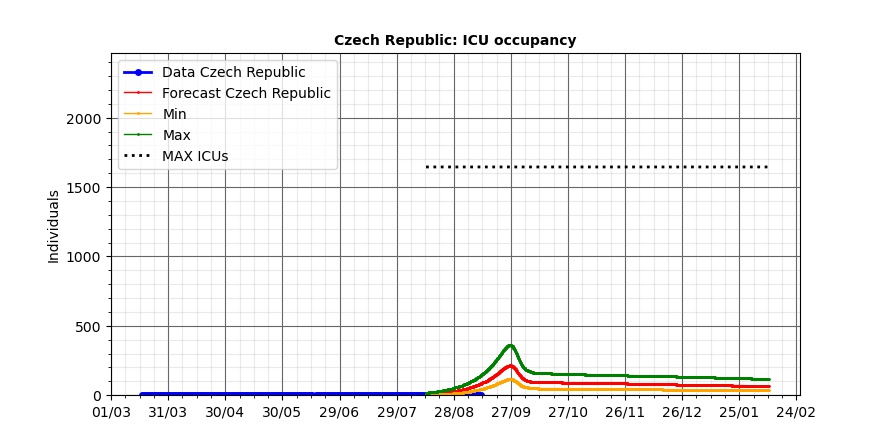 Czech Republic: ICU occupancy
Data Czech Republic
Forecast Czech Republic
Min
Max
MAX ICUs
Individuals
2000
1500
1000
500
0
01/03 31/03 30/04 30/05 29/06 29/07 28/08 27/09 27/10 26/11 26/12 25/01 24/02